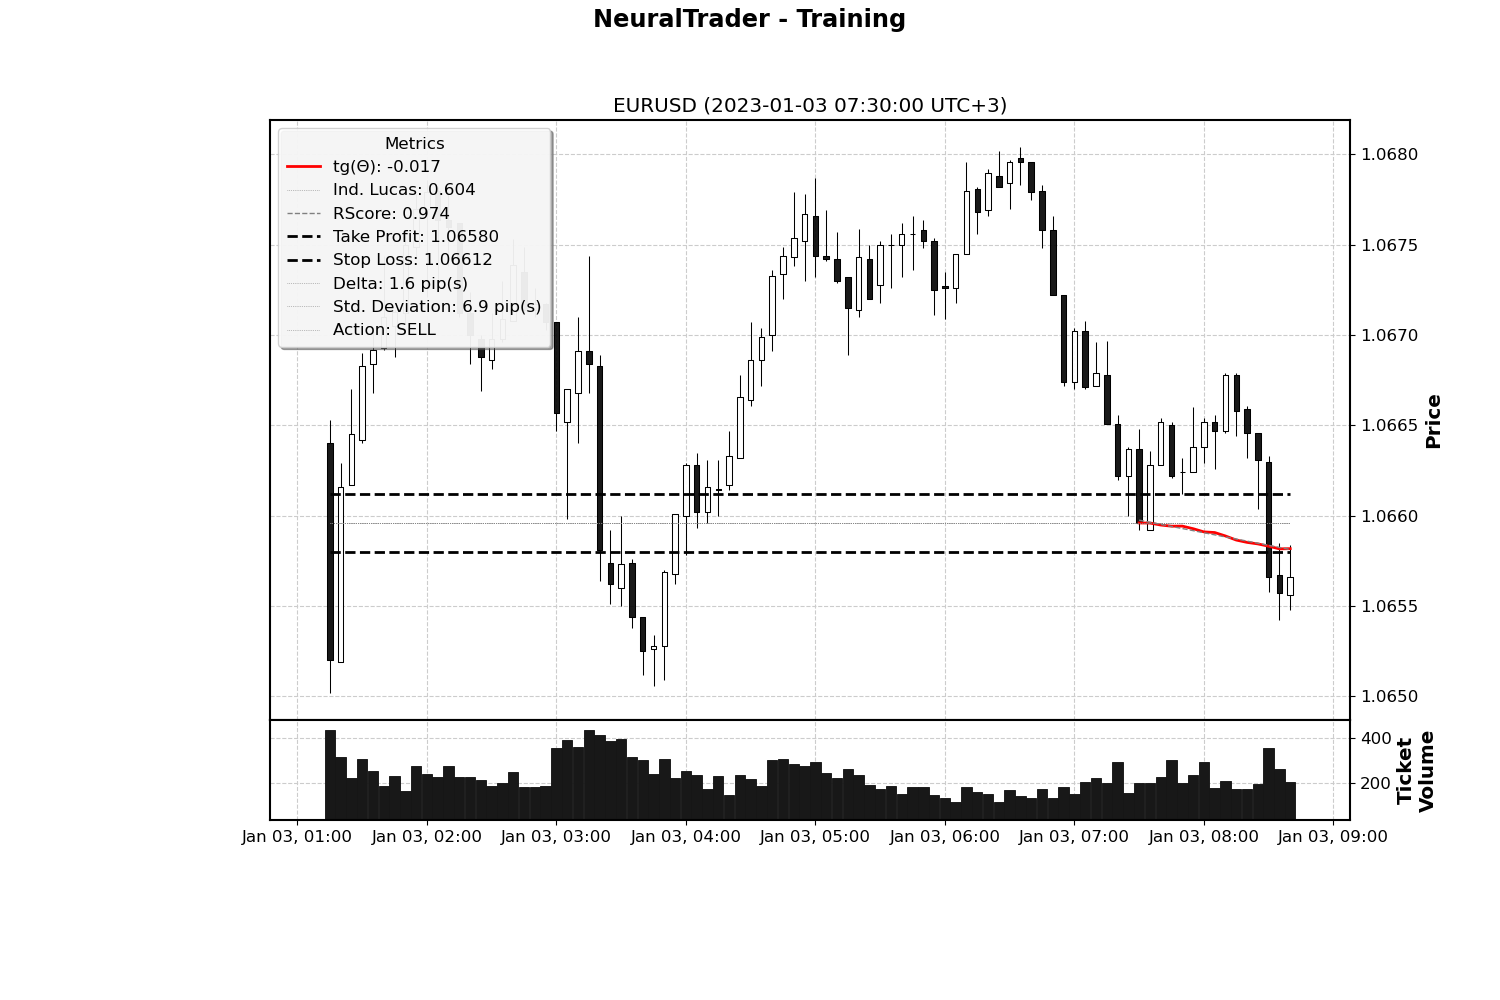 NeuralTrader - Training
EURUSD (2023-01-03 07:30:00 UTC+3)
Metrics
tg(Θ): -0.017
Ind. Lucas: 0.604
RScore: 0.974
Take Profit: 1.06580
Stop Loss: 1.06612
Delta: 1.6 pip(s)
Std. Deviation: 6.9 pip(s)
Action: SELL
1.0680
1.0675
1.0670
1.0665
1.0660
1.0655
1.0650
Price
400
200
Ticket
Volume
Jan 03, 01:00
Jan 03, 02:00
Jan 03, 03:00
Jan 03, 04:00
Jan 03, 05:00
Jan 03, 06:00
Jan 03, 07:00
Jan 03, 08:00
Jan 03, 09:00